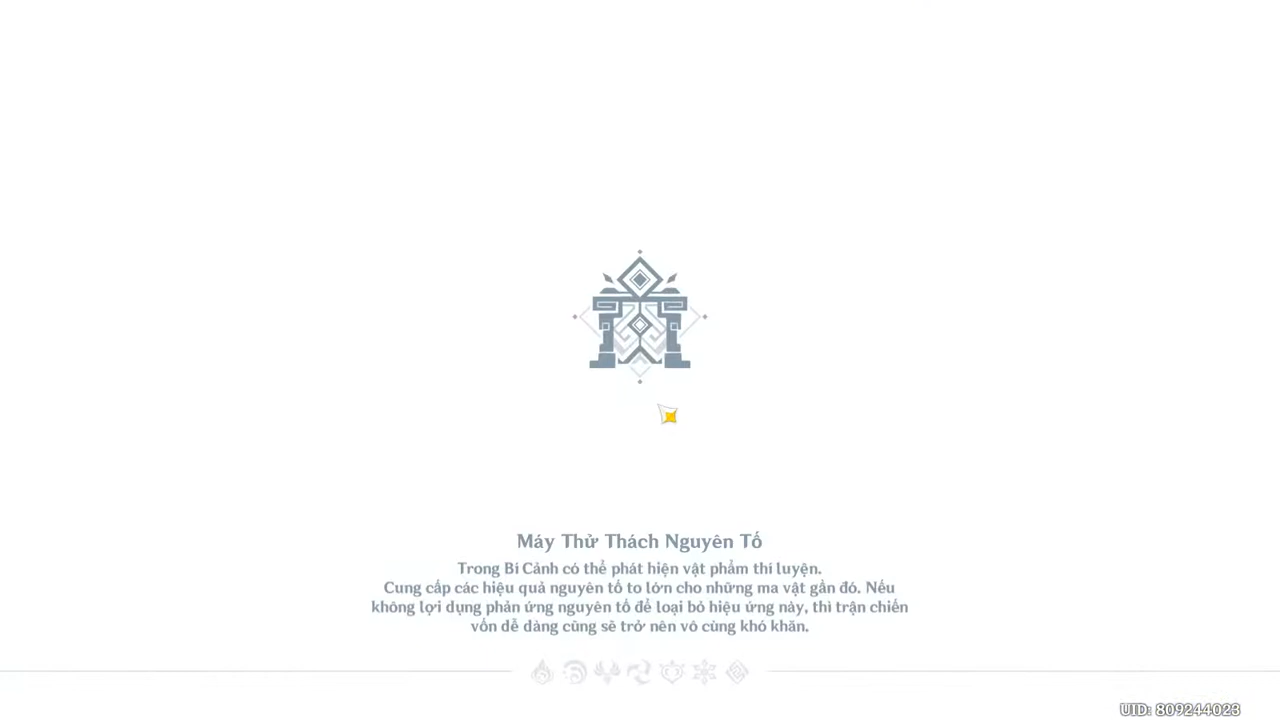 Máy Thử Thách Nguyên Tố
Trong Bí Cảnh có thể phát hiện vật phẩm thí luyện.
Cung cấp các hiệu quả nguyên tố to lớn cho những ma vật gần đó. Nếu
không lợi dụng phản ứng nguyên tố để loại bỏ hiệu ứng này, thì trận chiến
vốn dễ dàng cũng sẽ trở nên vô cùng khó khăn.
UID: 809244023